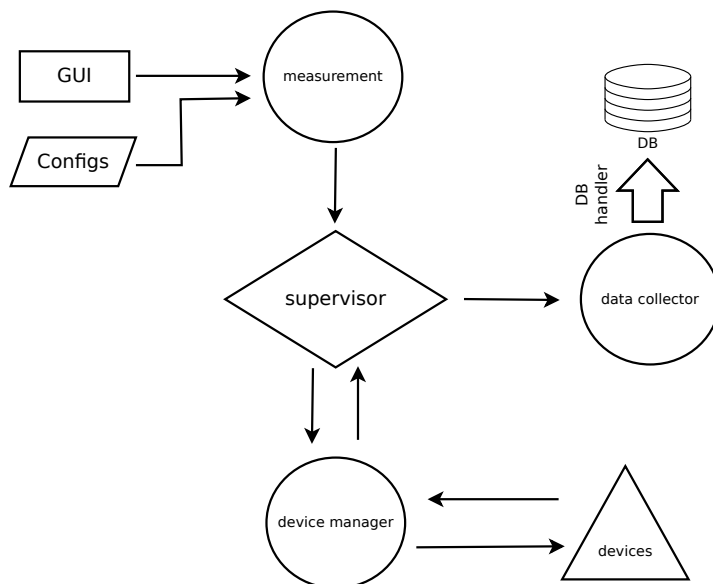 GUI
measurement
Configs
DB
DB
handler
supervisor
data collector
device manager
devices